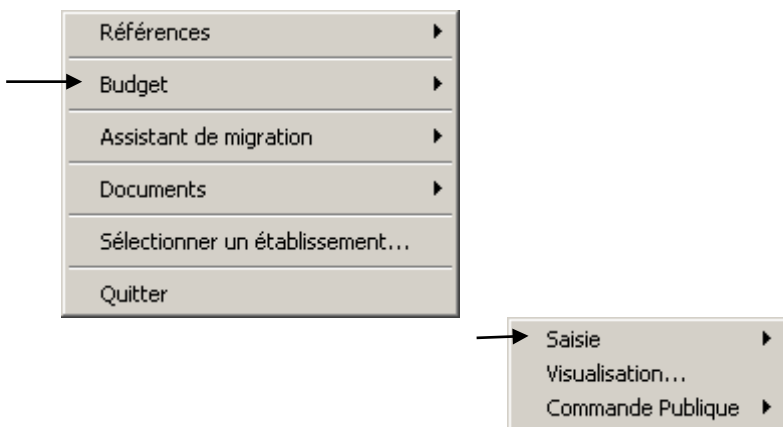 Références
Budget
Assistant de migration
Documents
Sélectionner un établissement...
Quitter
Saisie
Visualisation...
Commande Publique